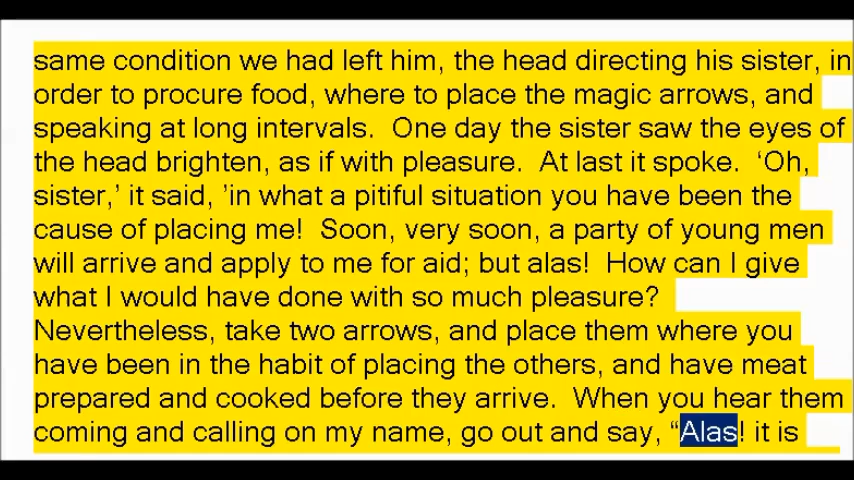 same condition we had left him, the head directing his sister, in
order to procure food, where to place the magic arrows, and
speaking at long intervals.  One day the sister saw the eyes of
the head brighten, as if with pleasure.  At last it spoke.  ‘Oh,
sister,’ it said, ’in what a pitiful situation you have been the
cause of placing me!  Soon, very soon, a party of young men
will arrive and apply to me for aid; but alas!  How can I give
what I would have done with so much pleasure?
Nevertheless, take two arrows, and place them where you
have been in the habit of placing the others, and have meat
prepared and cooked before they arrive.  When you hear them
coming and calling on my name, go out and say, “Alas! it is